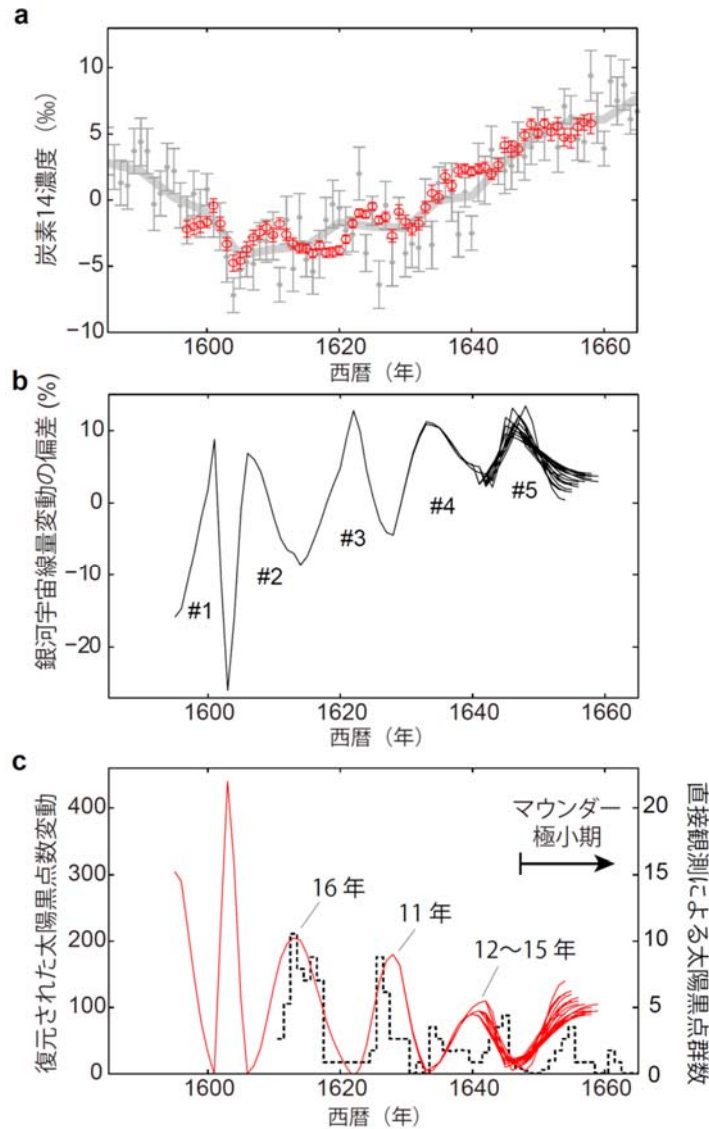 a
炭素14濃度 (‰)
10
5
0
−5
−10
1600
1620
1640
1660
西暦（年）
b
銀河宇宙線量変動の偏差 (%)
10
0
−10
−20
#1
#2
#3
#4
#5
1600
1620
1640
1660
西暦（年）
c
復元された太陽黒点数変動
400
300
200
100
0
16 年
11 年
12～15 年
マウンダー
極小期
20
15
10
5
0
直接観測による太陽黒点群数
1600
1620
1640
1660
西暦（年）